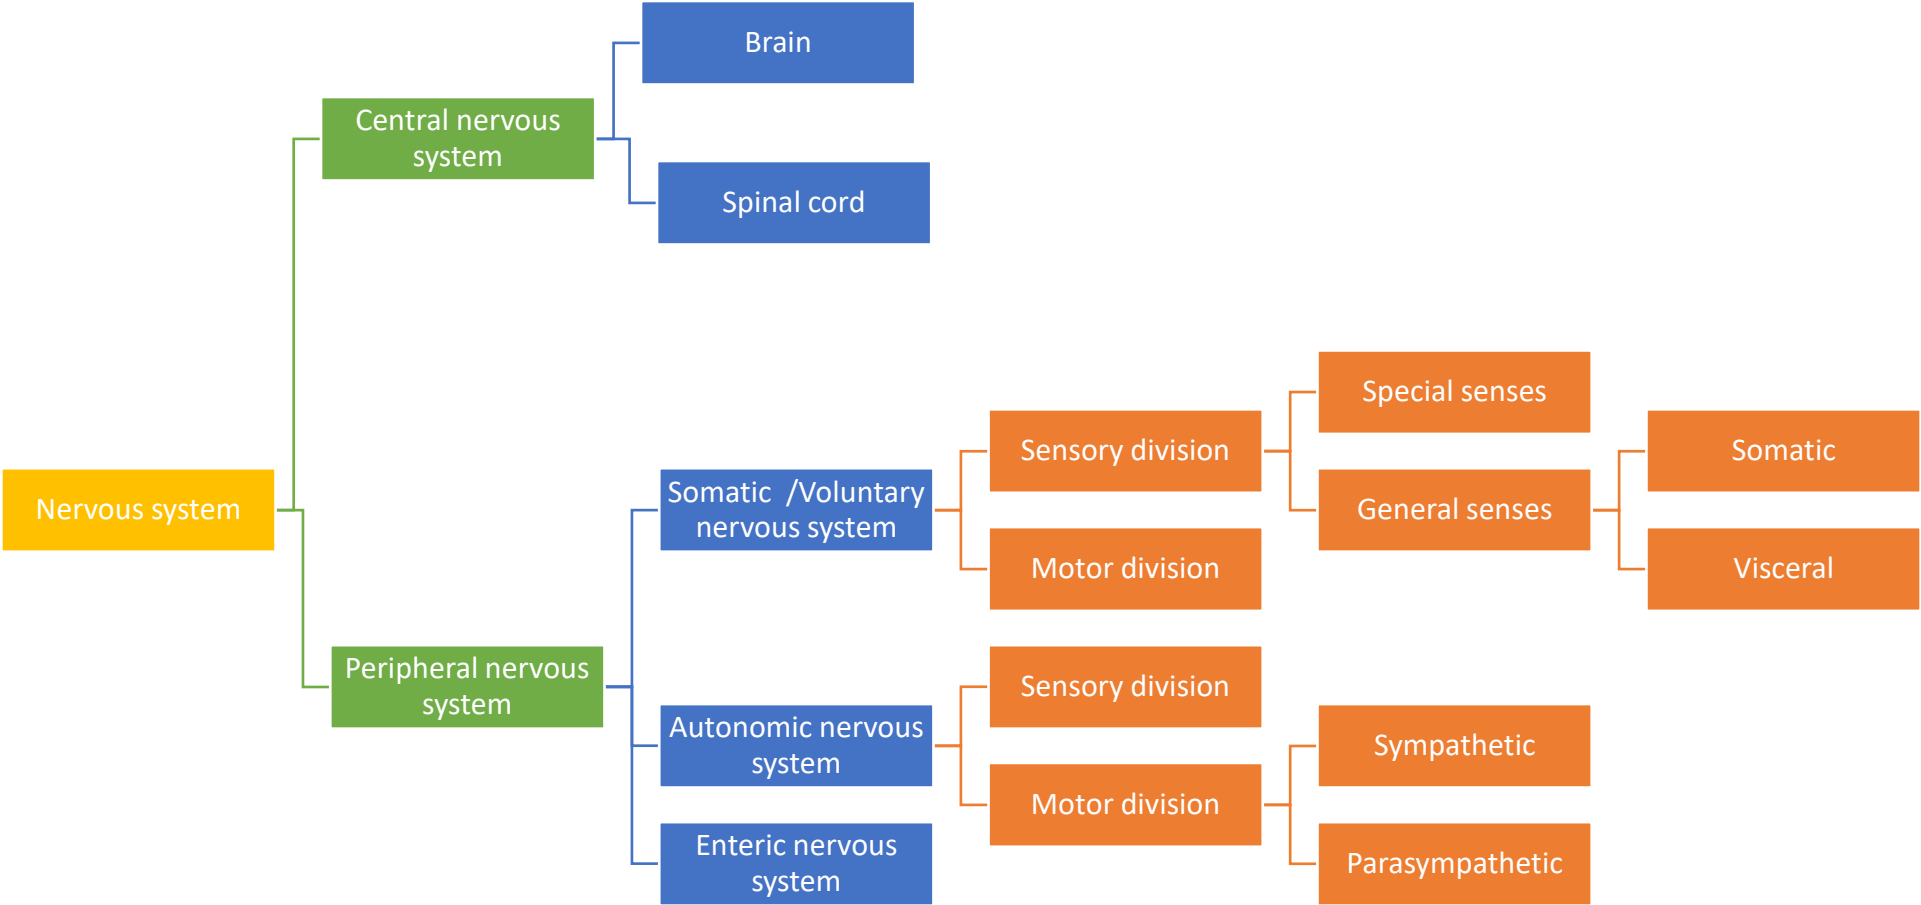 Brain
Central nervous
system
Spinal cord
Nervous system
Peripheral nervous
system
Somatic  /Voluntary
nervous system
Sensory division
Special senses
General senses
Somatic
Visceral
Motor division
Autonomic nervous
system
Sensory division
Motor division
Sympathetic
Parasympathetic
Enteric nervous
system